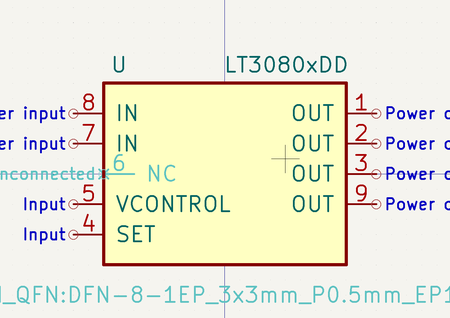 U LT3080xDD
er input 8 IN OUT 1 Power o
er input 7 IN OUT 2 Power o
nconnected 6 NC OUT 3 Power o
Input 5 VCONTROL OUT 9 Power o
Input 4 SET
_QFN:DFN-8-1EP_3x3mm_P0.5mm_EP1